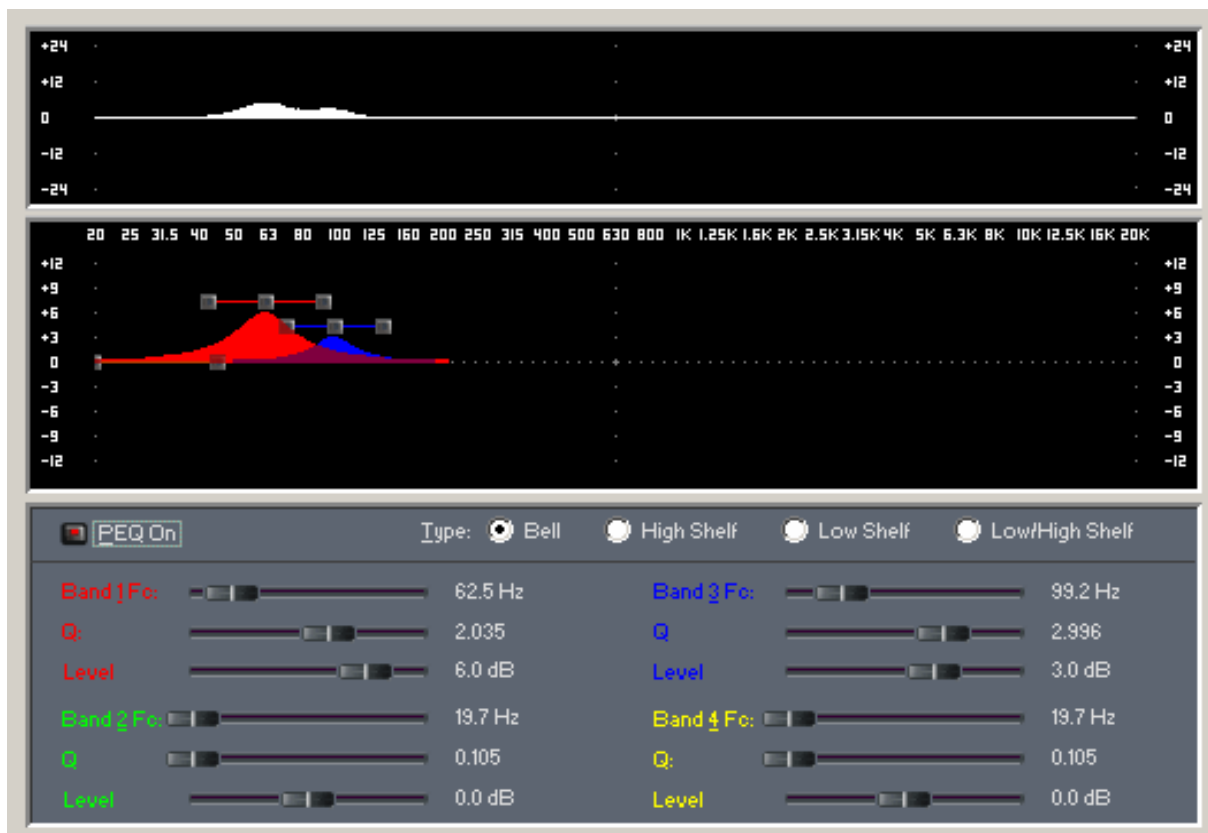 +24 +24
+12 +12
0 0
-12 -12
-24 -24
20 25 31.5 40 50 63 80 100 125 160 200 250 315 400 500 630 800 1K 1.25K 1.6K 2K 2.5K 3.15K 4K 5K 6.3K 8K 10K 12.5K 16K 20K
+12 +12
+9 +9
+6 +6
+3 +3
0 0
-3 -3
-6 -6
-9 -9
-12 -12
PEQ On Type: Bell High Shelf Low Shelf Low/High Shelf
Band 1 Fc: 62.5 Hz Band 3 Fc: 99.2 Hz
Q: 2.035 Q 2.996
Level 6.0 dB Level 3.0 dB
Band 2 Fc: 19.7 Hz Band 4 Fc: 19.7 Hz
Q 0.105 Q: 0.105
Level 0.0 dB Level 0.0 dB